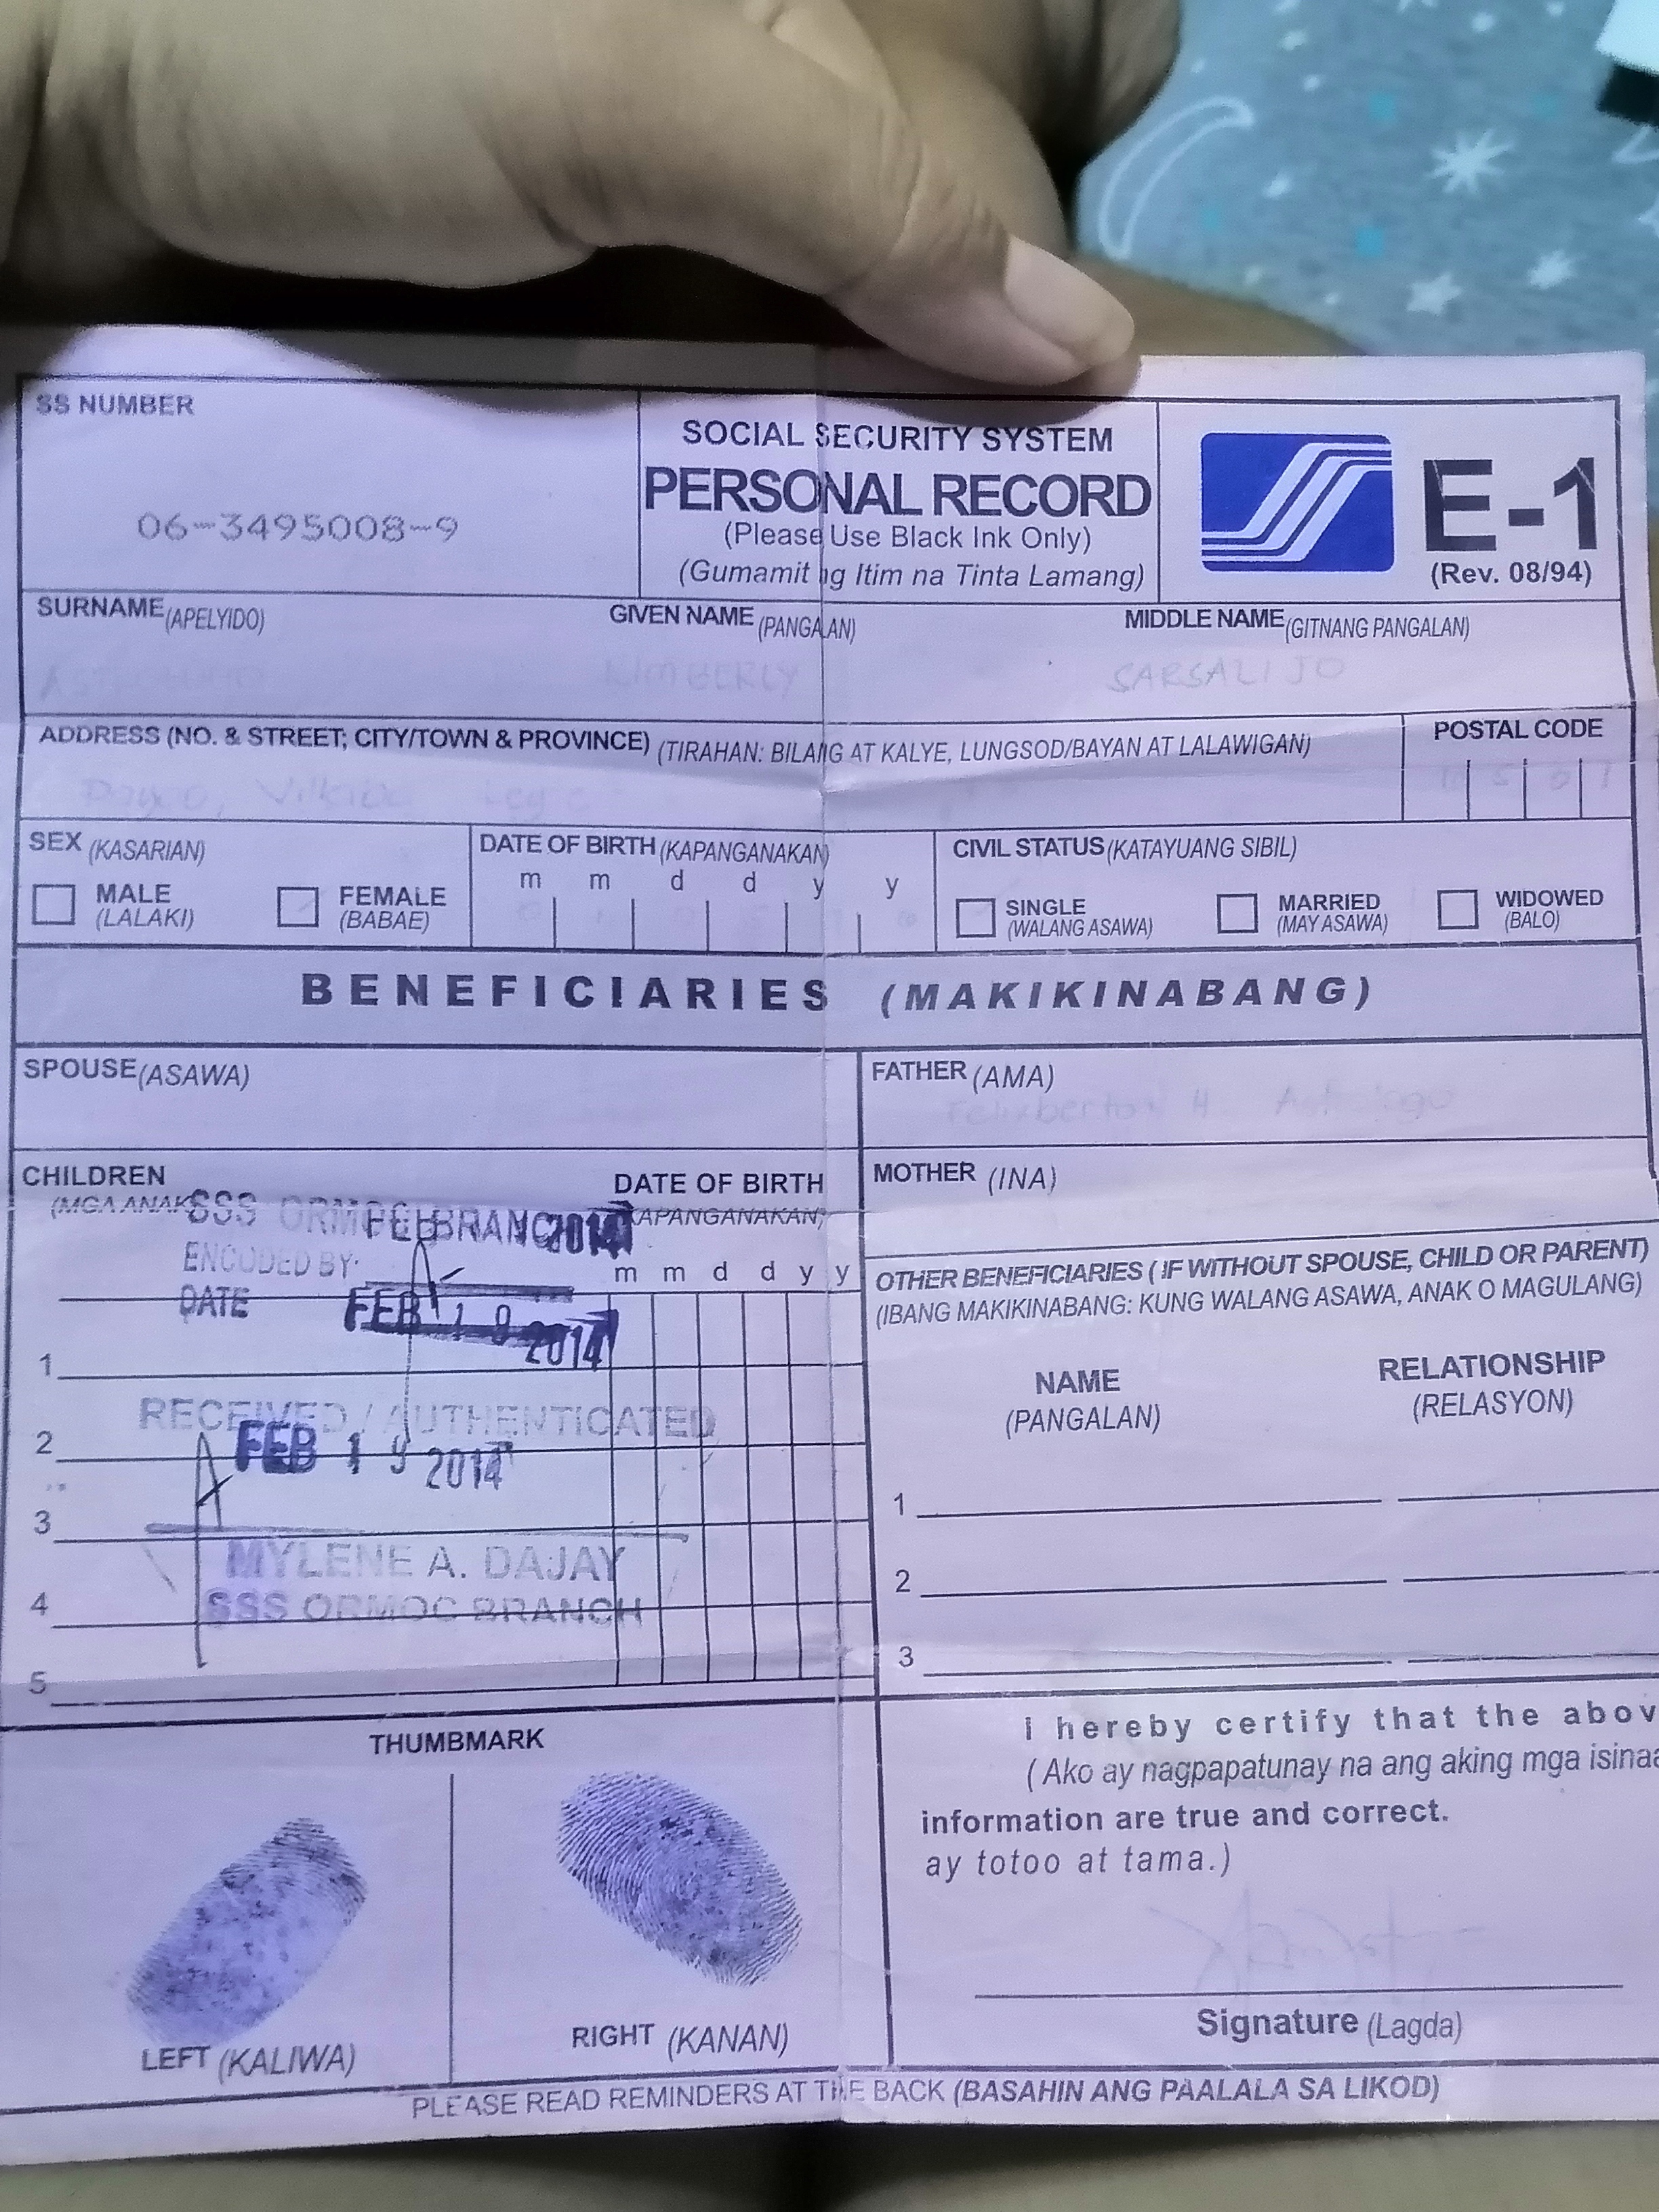 SS NUMBER
06-3495008-9
SOCIAL SECURITY SYSTEM
PERSONAL RECORD
(Please Use Black Ink Only)
(Gumamit ng Itim na Tinta Lamang)
E-1
(Rev. 08/94)
SURNAME (APELYIDO) GIVEN NAME (PANGALAN) MIDDLE NAME (GITNANG PANGALAN)
KIMBERLY SARSALIJO
ADDRESS (NO. & STREET; CITY/TOWN & PROVINCE) (TIRAHAN: BILANG AT KALYE, LUNGSOD/BAYAN AT LALAWIGAN) POSTAL CODE
SEX (KASARIAN)
MALE FEMALE
(LALAKI) (BABAE)
DATE OF BIRTH (KAPANGANAKAN)
m m d d y y
CIVIL STATUS (KATAYUANG SIBIL)
SINGLE MARRIED WIDOWED
(WALANG ASAWA) (MAY ASAWA) (BALO)
BENEFICIARIES (MAKIKINABANG)
SPOUSE (ASAWA)
FATHER (AMA)
H
CHILDREN DATE OF BIRTH
(MGA ANAK) (KAPANGANAKAN)
m m d d y y
SSS ORMOC BRANCH
FEB 2014
ENCODED BY:
DATE FEB 19 2014
1
RECEIVED / AUTHENTICATED
2 FEB 19 2014
3
MYLENE A. DAJAY
4 SSS ORMOC BRANCH
5
MOTHER (INA)
OTHER BENEFICIARIES (IF WITHOUT SPOUSE, CHILD OR PARENT)
(IBANG MAKIKINABANG: KUNG WALANG ASAWA, ANAK O MAGULANG)
NAME RELATIONSHIP
(PANGALAN) (RELASYON)
1
2
3
THUMBMARK
LEFT (KALIWA) RIGHT (KANAN)
I hereby certify that the abov
(Ako ay nagpapatunay na ang aking mga isinaa
information are true and correct.
ay totoo at tama.)
Signature (Lagda)
PLEASE READ REMINDERS AT THE BACK (BASAHIN ANG PAALALA SA LIKOD)